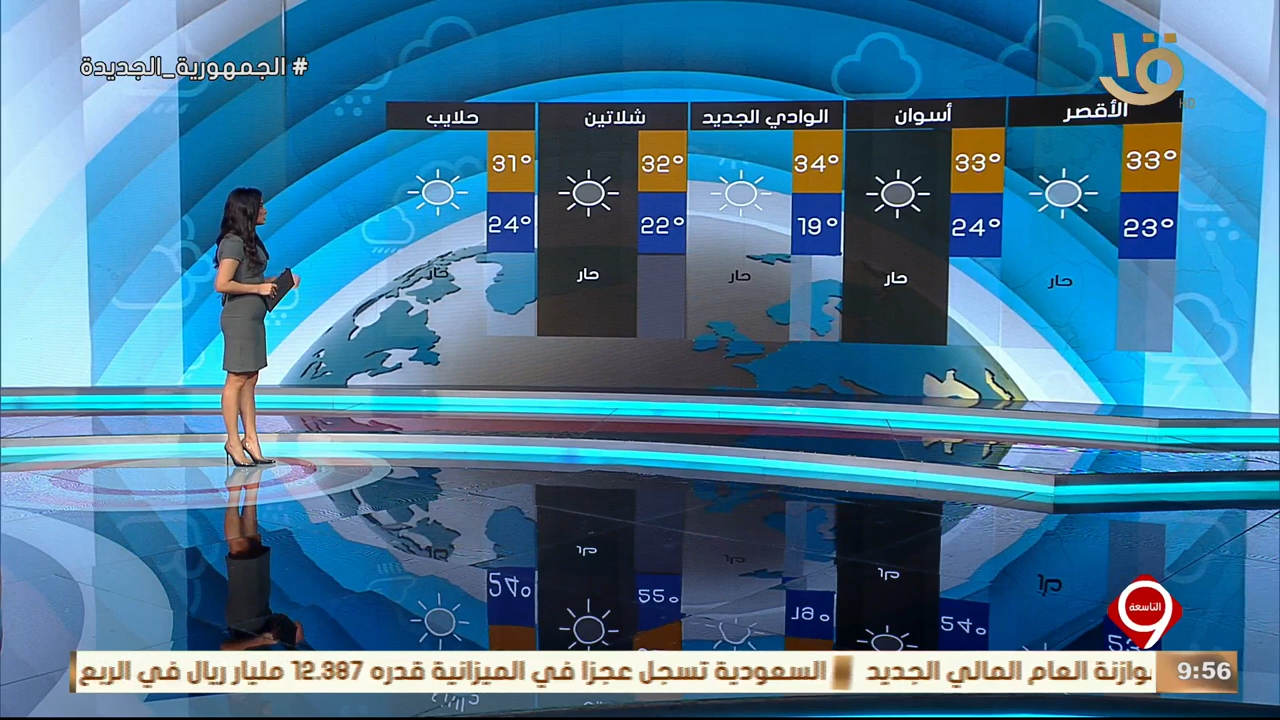 # الجمهورية_الجديدة
قا
HD
الأقصر
33°
23°
حار
أسوان
33°
24°
حار
الوادي الجديد
34°
19°
حار
شلاتين
32°
22°
حار
حلايب
31°
24°
حار
التاسعة
9
9:56
العام المالي الجديد السعودية تسجل عجزا في الميزانية قدره 12.387 مليار ريال في الربع